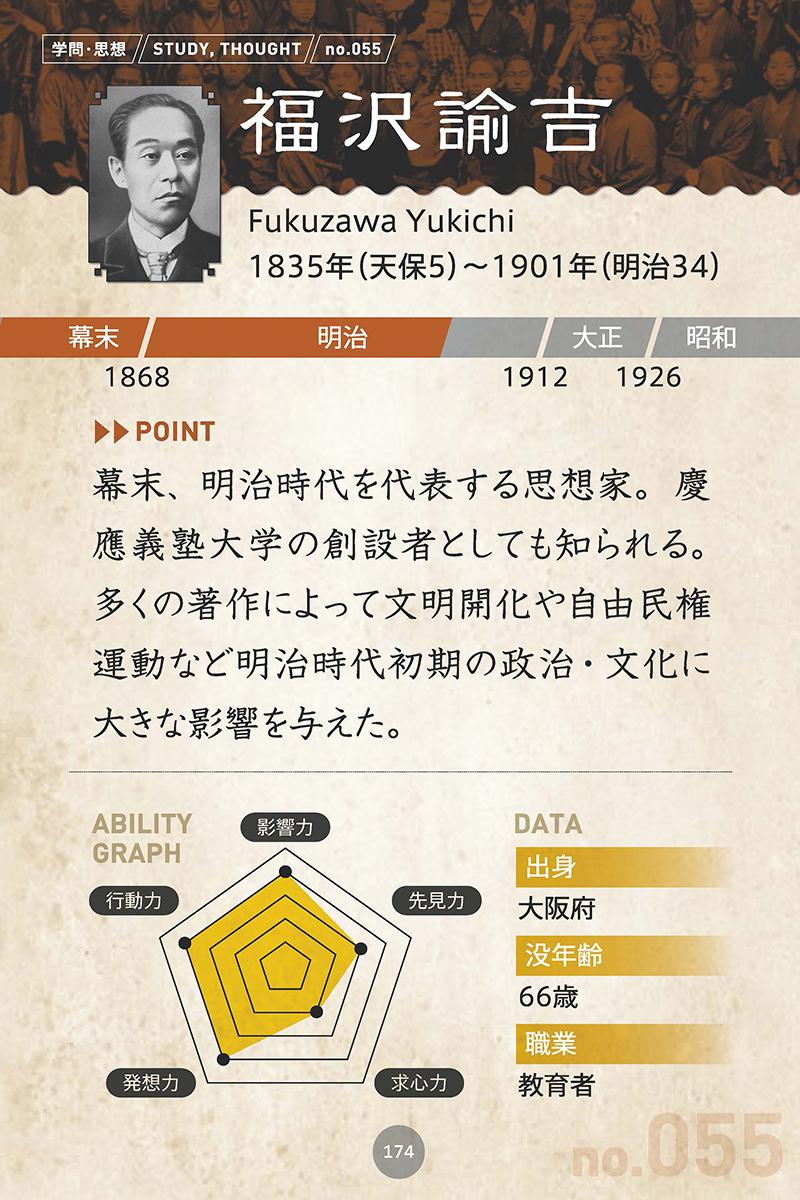 学問・思想 STUDY, THOUGHT no.055
福沢諭吉
Fukuzawa Yukichi
1835年(天保5)〜1901年(明治34)
幕末 明治 大正 昭和
1868 1912 1926
POINT
幕末、明治時代を代表する思想家。慶
應義塾大学の創設者としても知られる。
多くの著作によって文明開化や自由民権
運動など明治時代初期の政治・文化に
大きな影響を与えた。
ABILITY
GRAPH
影響力
行動力
先見力
発想力
求心力
DATA
出身
大阪府
没年齢
66歳
職業
教育者
174
no.055